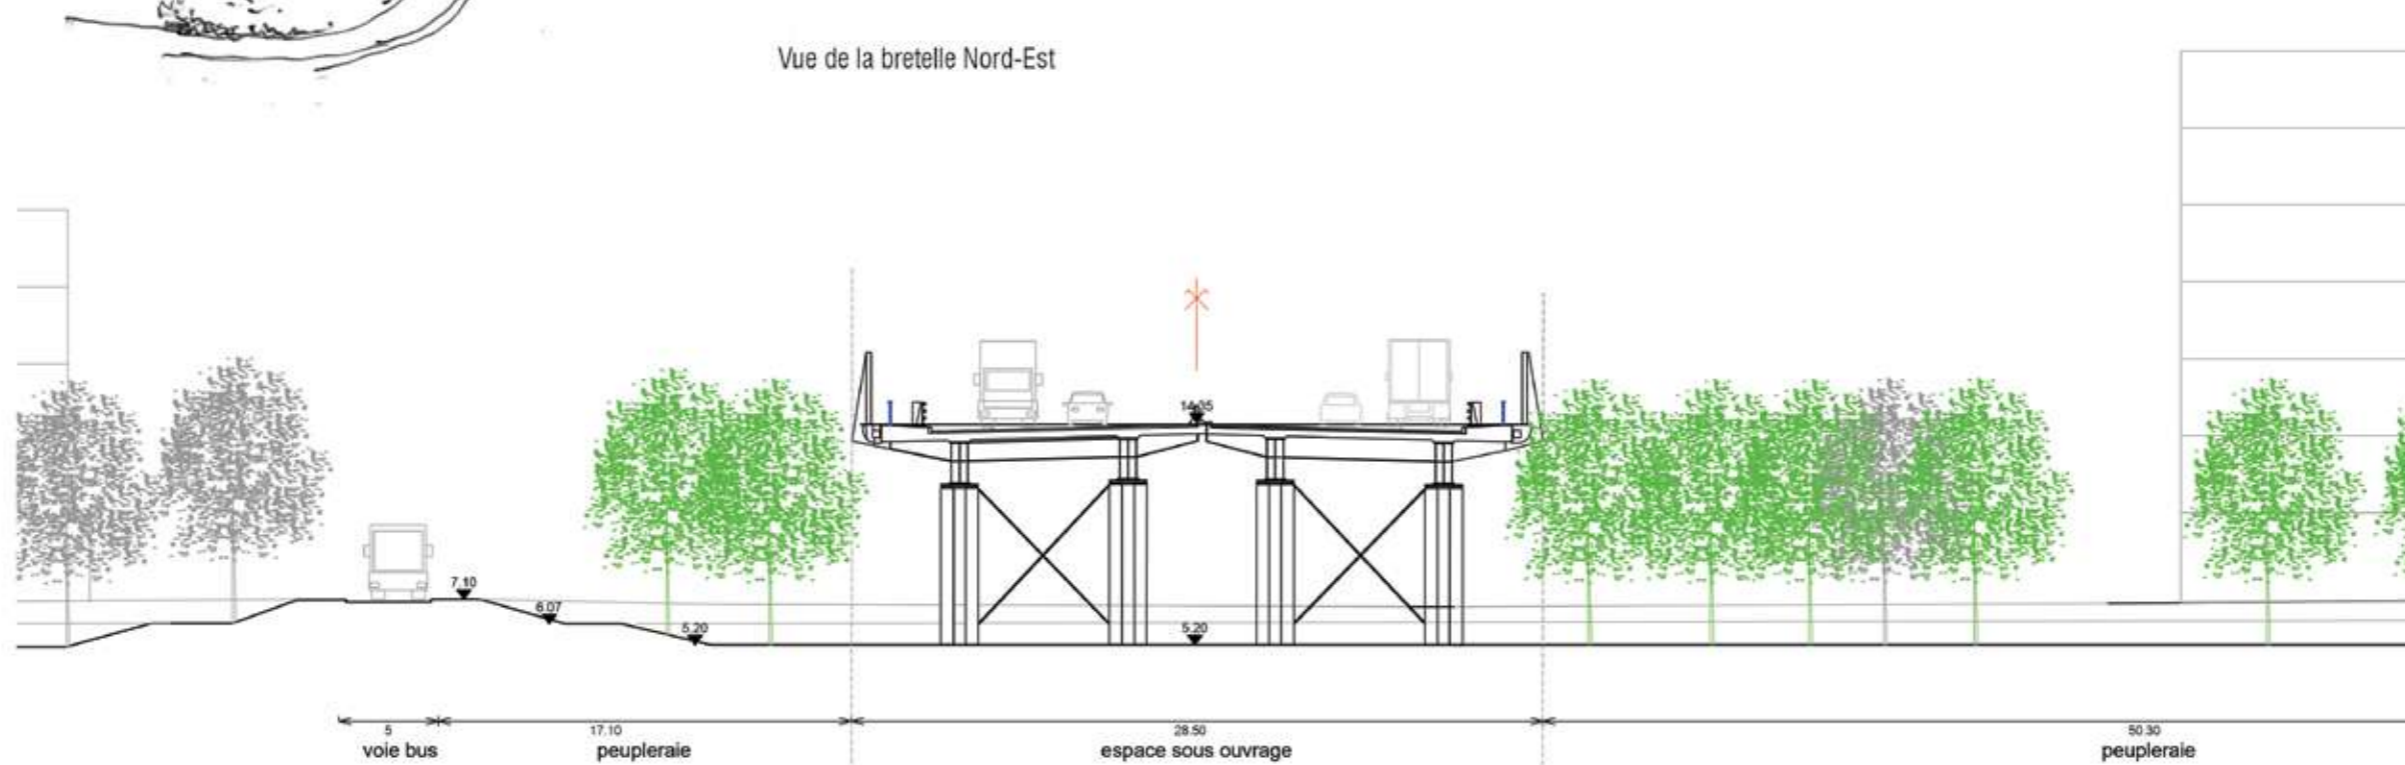 Vue de la bretelle Nord-Est
14.35
7.10
6.07
5.20
5.20
5
17.10
28.50
50.30
voie bus
peupleraie
espace sous ouvrage
peupleraie